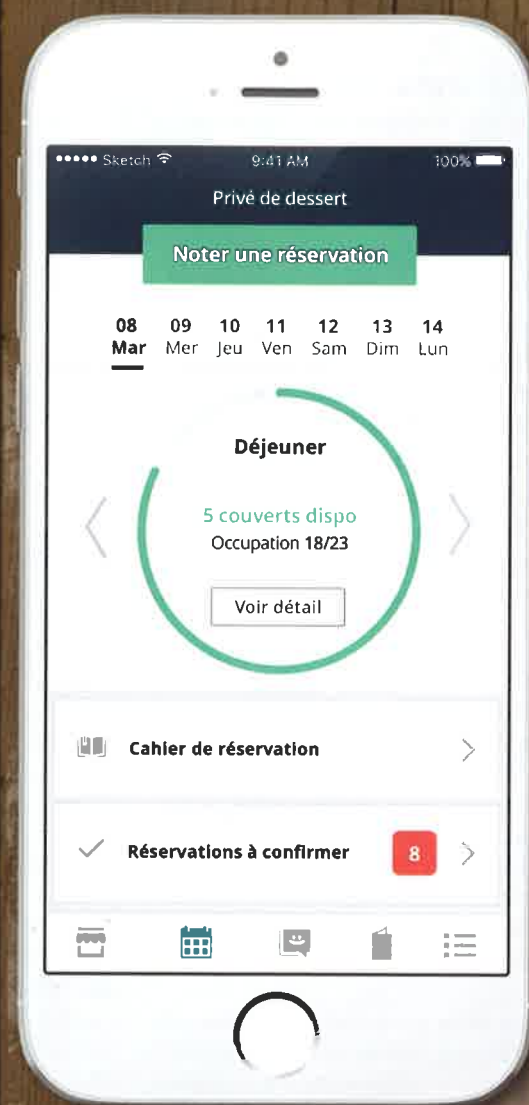 Sketch 9:41 AM 100%
Privé de dessert
Noter une réservation
08 09 10 11 12 13 14
Mar Mer Jeu Ven Sam Dim Lun
Déjeuner
5 couverts dispo
Occupation 18/23
Voir détail
Cahier de réservation
Réservations à confirmer 8